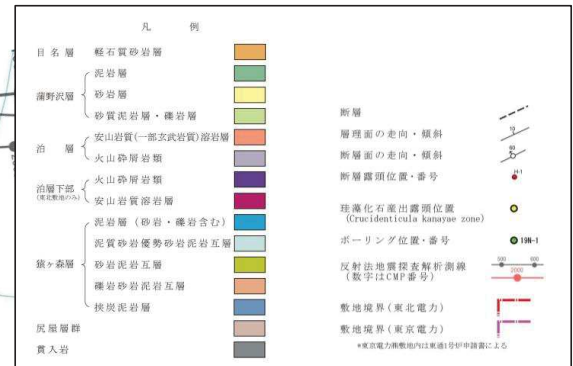 凡 例
目名層 軽石質砂岩層
蒲野沢層
泥岩層
砂岩層
砂質泥岩層・礫岩層
泊 層
安山岩質(一部玄武岩質)溶岩層
火山砕屑岩類
泊層下部
(東北敷地のみ)
火山砕屑岩類
安山岩質溶岩層
猿ヶ森層
泥岩層(砂岩・礫岩含む)
泥質砂岩優勢砂岩泥岩互層
砂岩泥岩互層
礫岩砂岩泥岩互層
挟炭泥岩層
尻屋層群
貫入岩
断層
層理面の走向・傾斜 10
断層面の走向・傾斜 60
断層露頭位置・番号
珪藻化石産出露頭位置
(Crucidenticula kanayae zone)
ボーリング位置・番号 19N-1
反射法地震探査解析測線
(数字はCMP番号)
500 600
2000
敷地境界(東北電力)
敷地境界(東京電力)
*東京電力㈱敷地内は東通1号炉申請書による